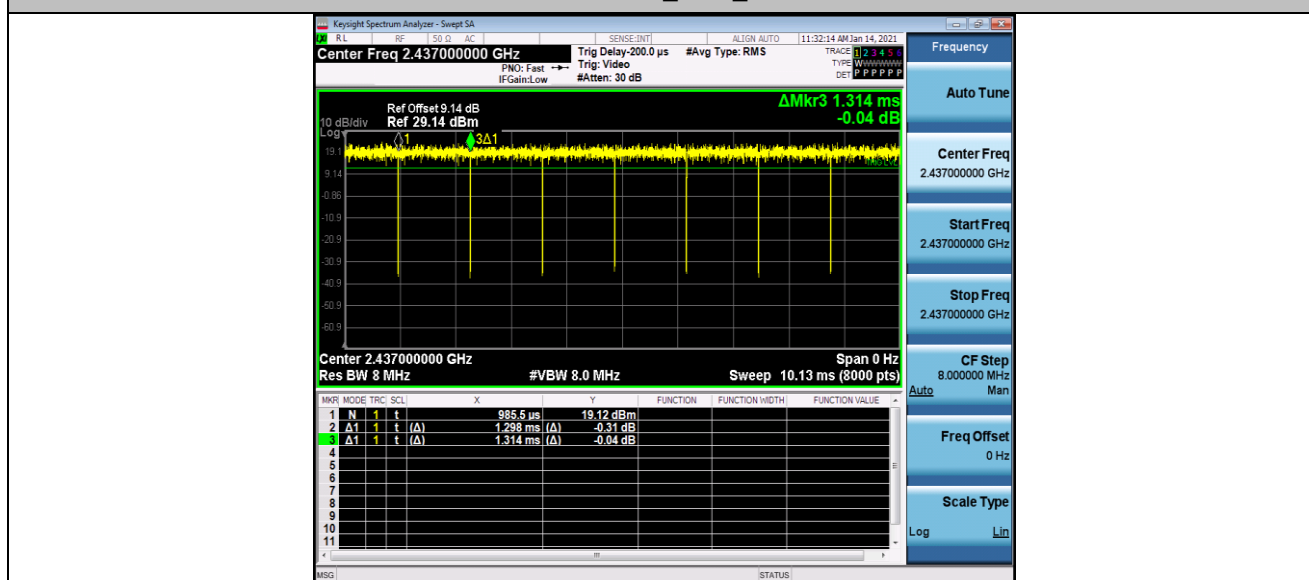 Keysight Spectrum Analyzer - Swept SA
RL RF 50 Ω AC SENSE:INT ALIGN AUTO 11:32:14 AM Jan 14, 2021
Center Freq 2.437000000 GHz
PNO: Fast
IFGain:Low
Trig Delay-200.0 µs
Trig: Video
#Atten: 30 dB
#Avg Type: RMS
TRACE 1 2 3 4 5 6
TYPE WWWWWW
DET P P P P P P
Frequency
Auto Tune
Center Freq
2.437000000 GHz
Start Freq
2.437000000 GHz
Stop Freq
2.437000000 GHz
CF Step
8.000000 MHz
Auto Man
Freq Offset
0 Hz
Scale Type
Log Lin
Ref Offset 9.14 dB
Ref 29.14 dBm
10 dB/div
Log
ΔMkr3 1.314 ms
-0.04 dB
1
3Δ1
19.1
9.14
-0.86
-10.9
-20.9
-30.9
-40.9
-50.9
-60.9
Center 2.437000000 GHz Span 0 Hz
Res BW 8 MHz #VBW 8.0 MHz Sweep 10.13 ms (8000 pts)
MKR MODE TRC SCL X Y FUNCTION FUNCTION WIDTH FUNCTION VALUE
1 N 1 t 985.5 µs 19.12 dBm
2 Δ1 1 t (Δ) 1.298 ms (Δ) -0.31 dB
3 Δ1 1 t (Δ) 1.314 ms (Δ) -0.04 dB
4
5
6
7
8
9
10
11
MSG STATUS